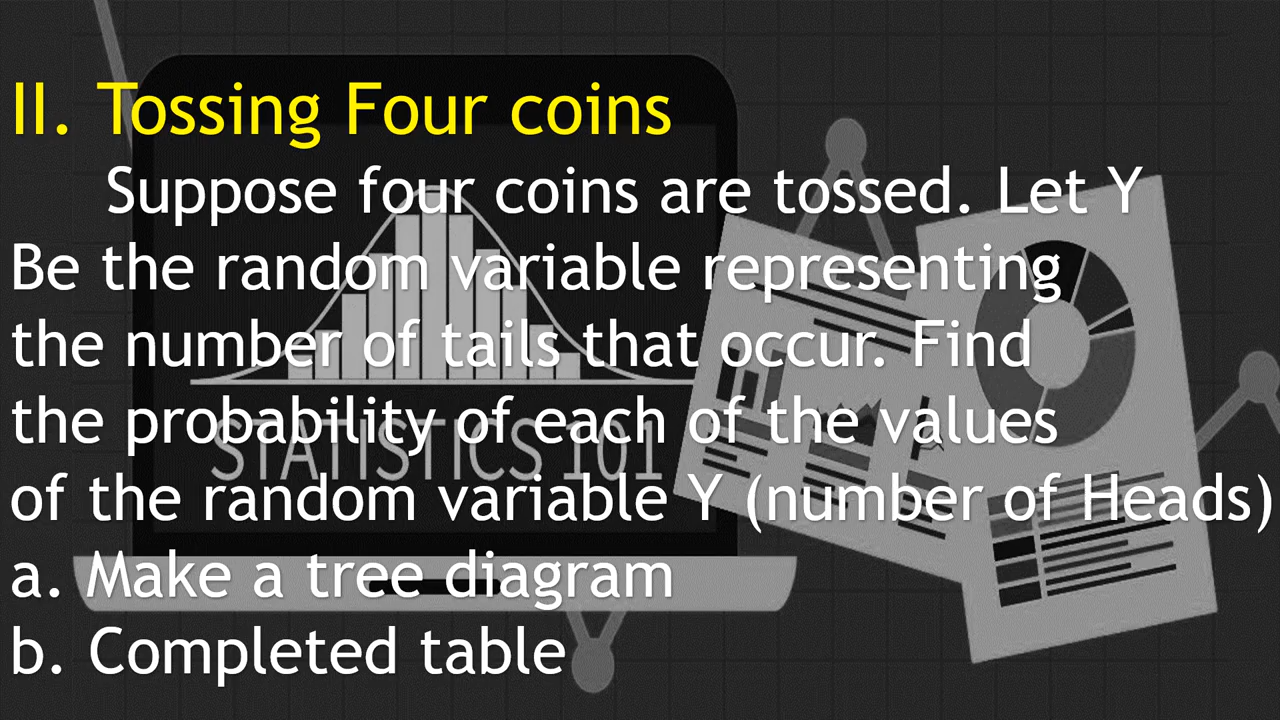 II. Tossing Four coins
Suppose four coins are tossed. Let Y
Be the random variable representing
the number of tails that occur. Find
the probability of each of the values
STATISTICS 101
of the random variable Y (number of Heads)
a. Make a tree diagram
b. Completed table